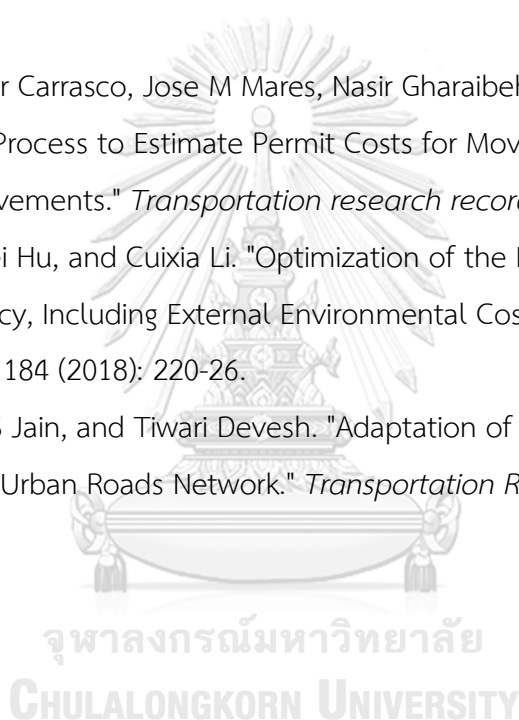 r Carrasco, Jose M Mares, Nasir Gharaibeh
Process to Estimate Permit Costs for Mov
vements." Transportation research record
ei Hu, and Cuixia Li. "Optimization of the
cy, Including External Environmental Cos
184 (2018): 220-26.
Jain, and Tiwari Devesh. "Adaptation of
Urban Roads Network." Transportation R
จุฬาลงกรณ์มหาวิทยาลัย
CHULALONGKORN UNIVERSITY